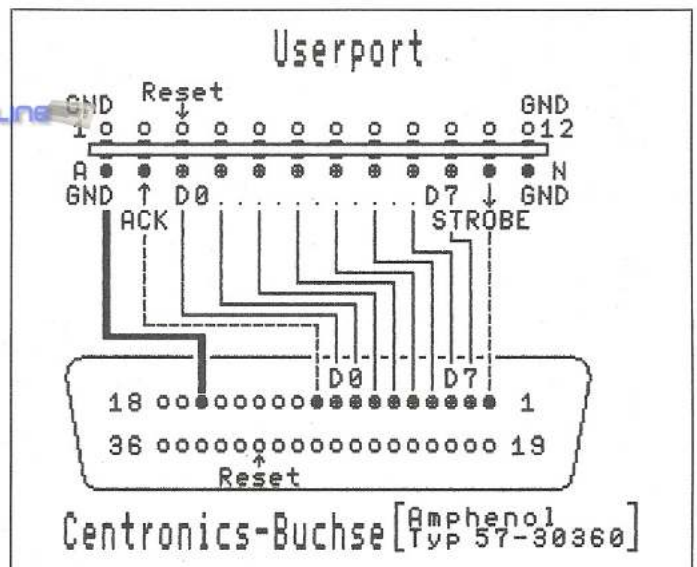 Userport
Reset
GND GND
1 12
A N
GND D0 . . . . . . . . . . . D7 GND
ACK STROBE
D0 D7
18 1
36 19
Reset
Centronics-Buchse [Amphenol
Typ 57-30360]